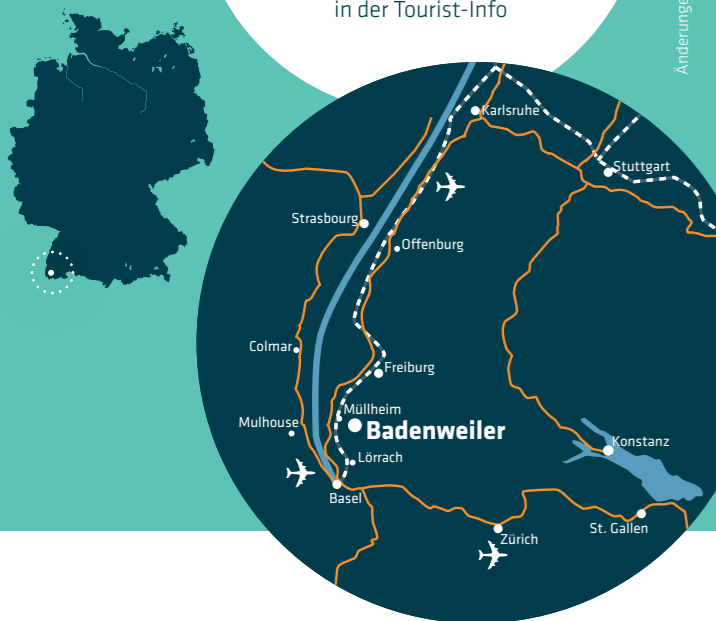 in der Tourist-Info
Änderunge
Karlsruhe
Stuttgart
Strasbourg
Offenburg
Colmar
Freiburg
Müllheim
Mulhouse
Badenweiler
Konstanz
Lörrach
Basel
St. Gallen
Zürich